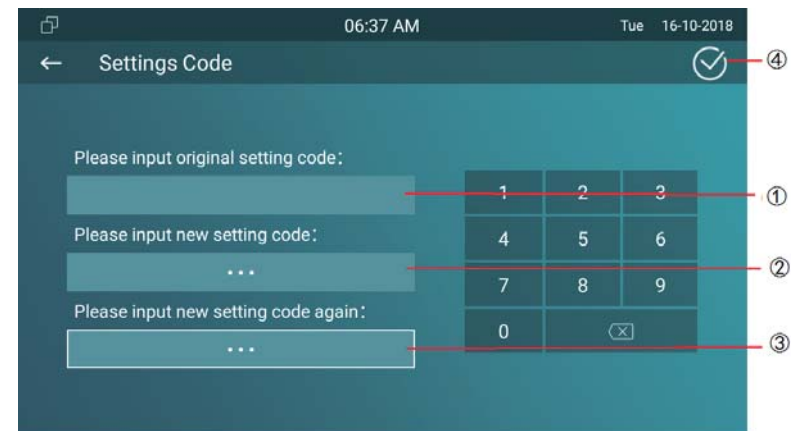 06:37 AM Tue 16-10-2018
Settings Code ④
Please input original setting code:
1 2 3 ①
Please input new setting code:
4 5 6
••• ②
7 8 9
Please input new setting code again:
0
••• ③